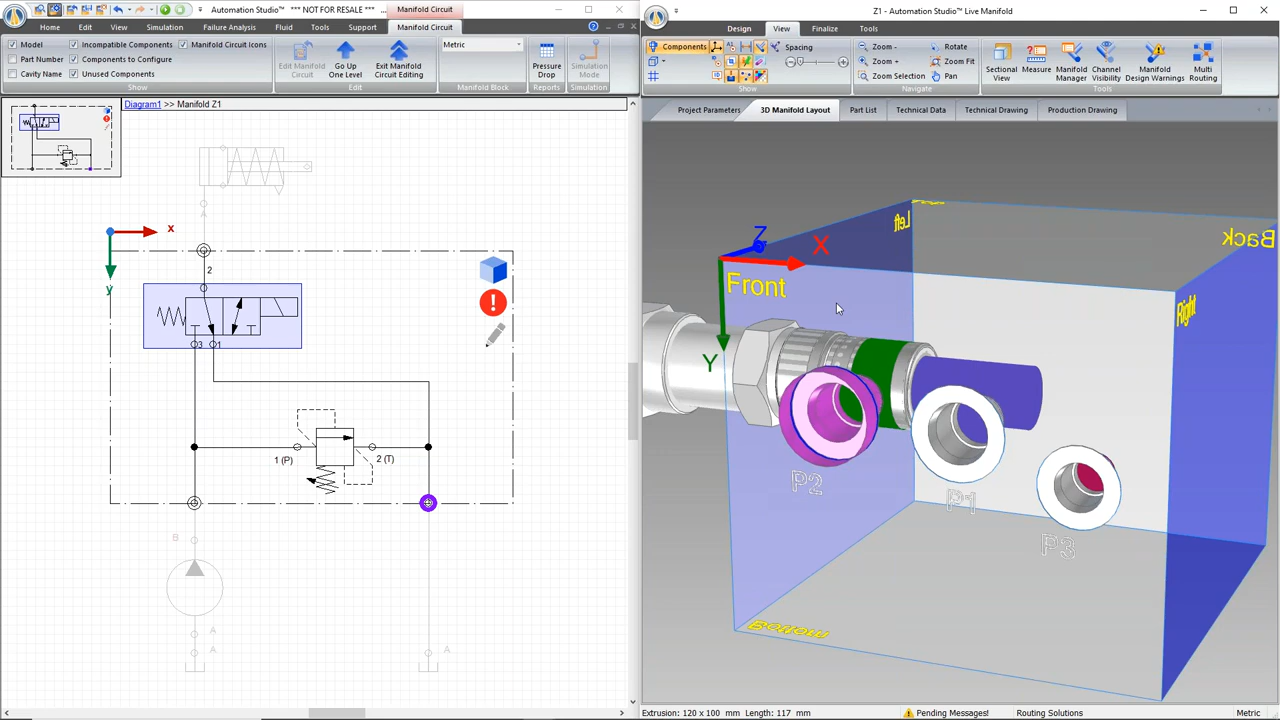 Automation Studio™ *** NOT FOR RESALE ***
Manifold Circuit
Home Edit View Simulation Failure Analysis Fluid Tools Support Manifold Circuit
Model Incompatible Components Manifold Circuit Icons
Part Number Components to Configure
Cavity Name Unused Components
Show
Edit Manifold Circuit
Go Up One Level
Exit Manifold Circuit Editing
Edit
Metric
Manifold Block
Pressure Drop
Reports
Simulation Mode
Simulation
Diagram1 >> Manifold Z1
A
x
y
2
3
1
1 (P)
2 (T)
B
A
A
A
Z1 - Automation Studio™ Live Manifold
Design View Finalize Tools
Components
Spacing
Show
Zoom - Rotate
Zoom + Zoom Fit
Zoom Selection Pan
Navigate
Sectional View
Measure
Manifold Manager
Channel Visibility
Manifold Design Warnings
Multi Routing
Tools
Project Parameters 3D Manifold Layout Part List Technical Data Technical Drawing Production Drawing
Z
X
Y
Front
Left
Back
Right
P2
P1
P3
Bottom
Extrusion: 120 x 100 mm Length: 117 mm
Pending Messages!
Routing Solutions
Metric